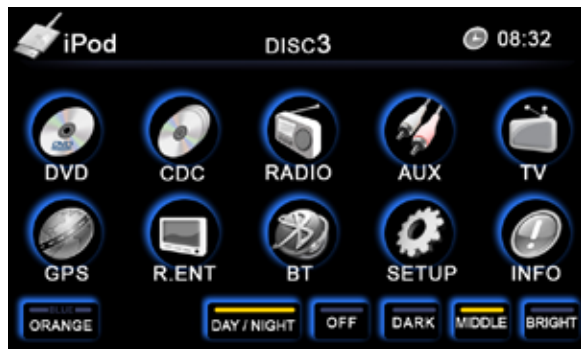 iPod DISC3 08:32
DVD CDC RADIO AUX TV
GPS R.ENT BT SETUP INFO
BLUE
ORANGE DAY / NIGHT OFF DARK MIDDLE BRIGHT